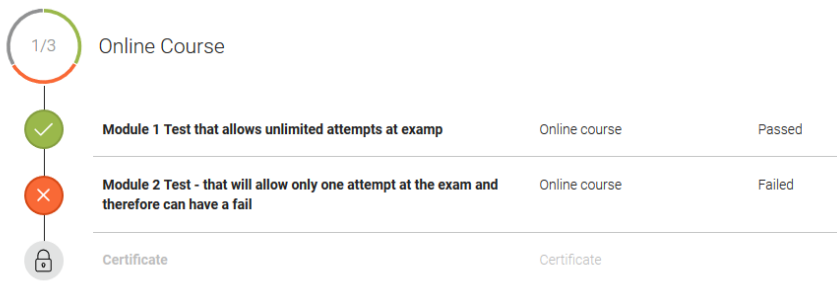 1/3
Online Course
Module 1 Test that allows unlimited attempts at examp
Online course
Passed
Module 2 Test - that will allow only one attempt at the exam and
therefore can have a fail
Online course
Failed
Certificate
Certificate